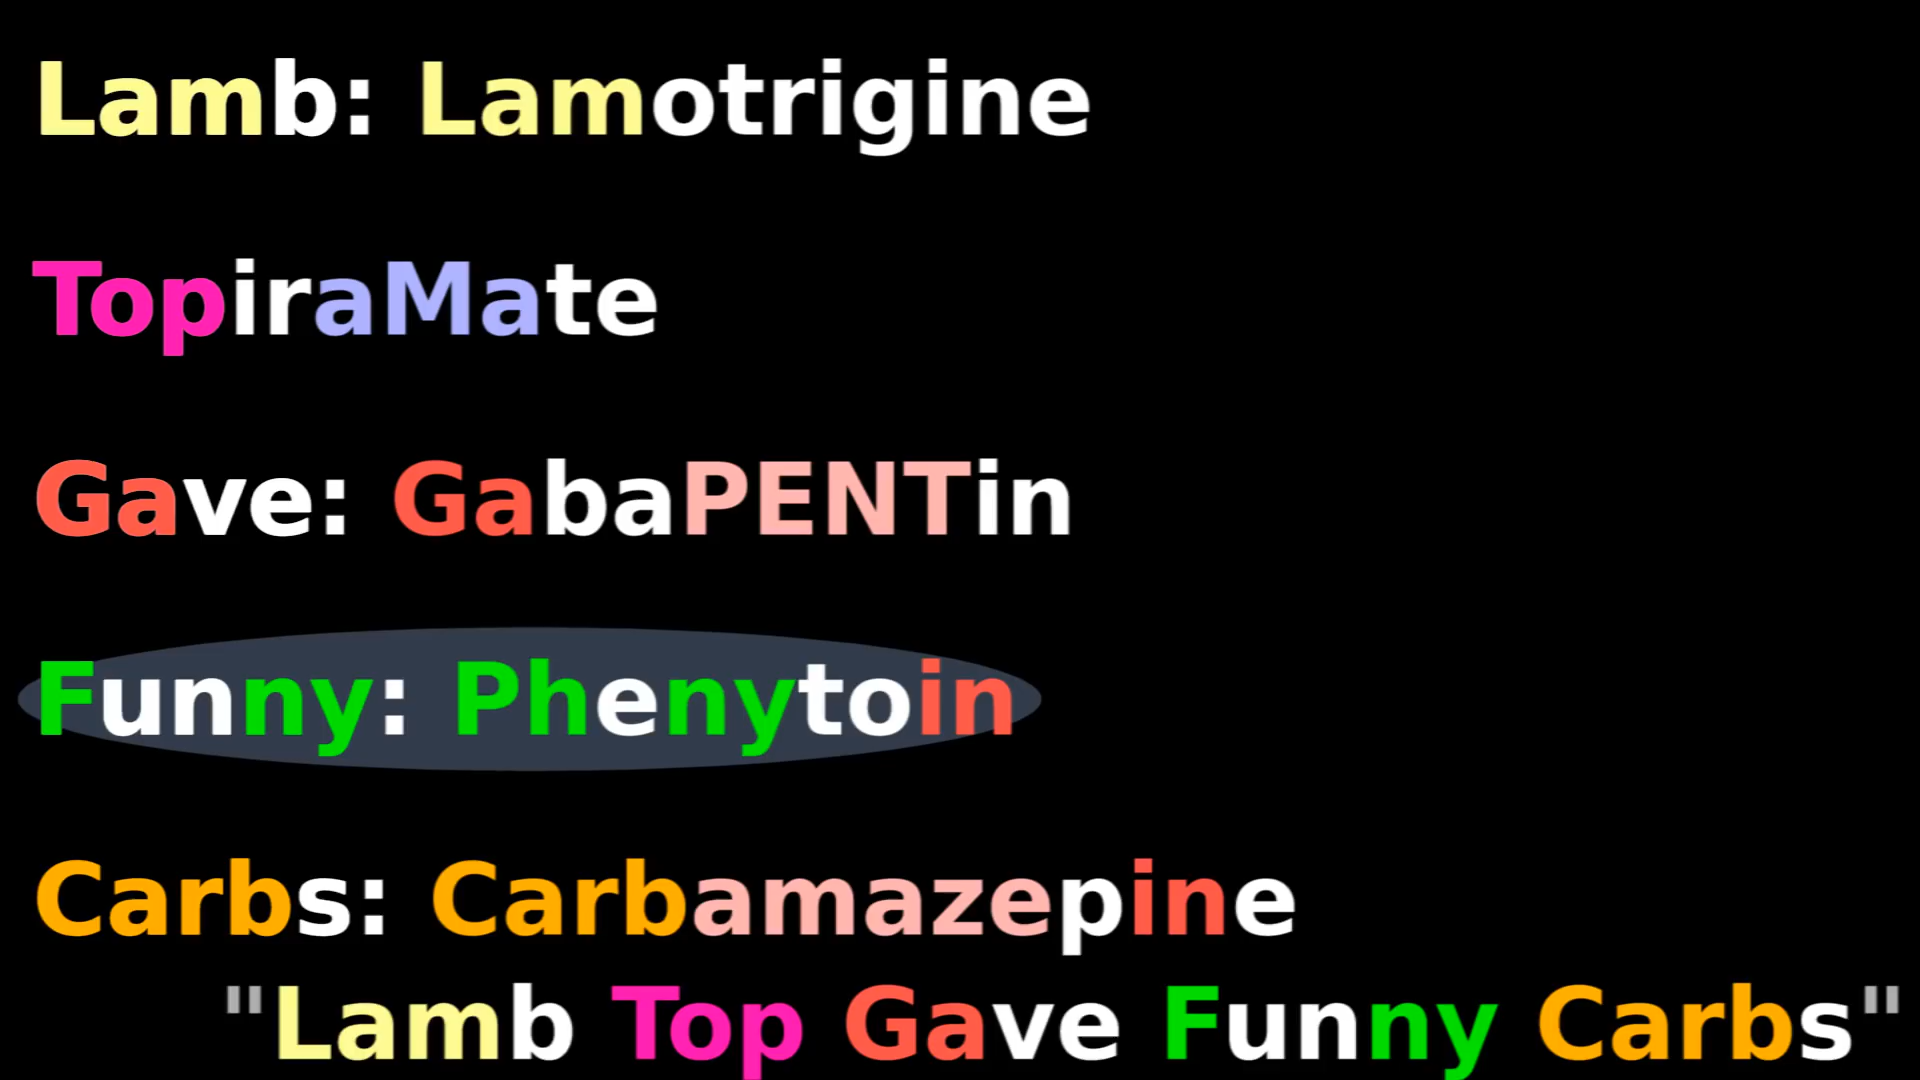 Lamb: Lamotrigine
TopiraMate
Gave: GabaPENTin
Funny: Phenytoin
Carbs: Carbamazepine
"Lamb Top Gave Funny Carbs"